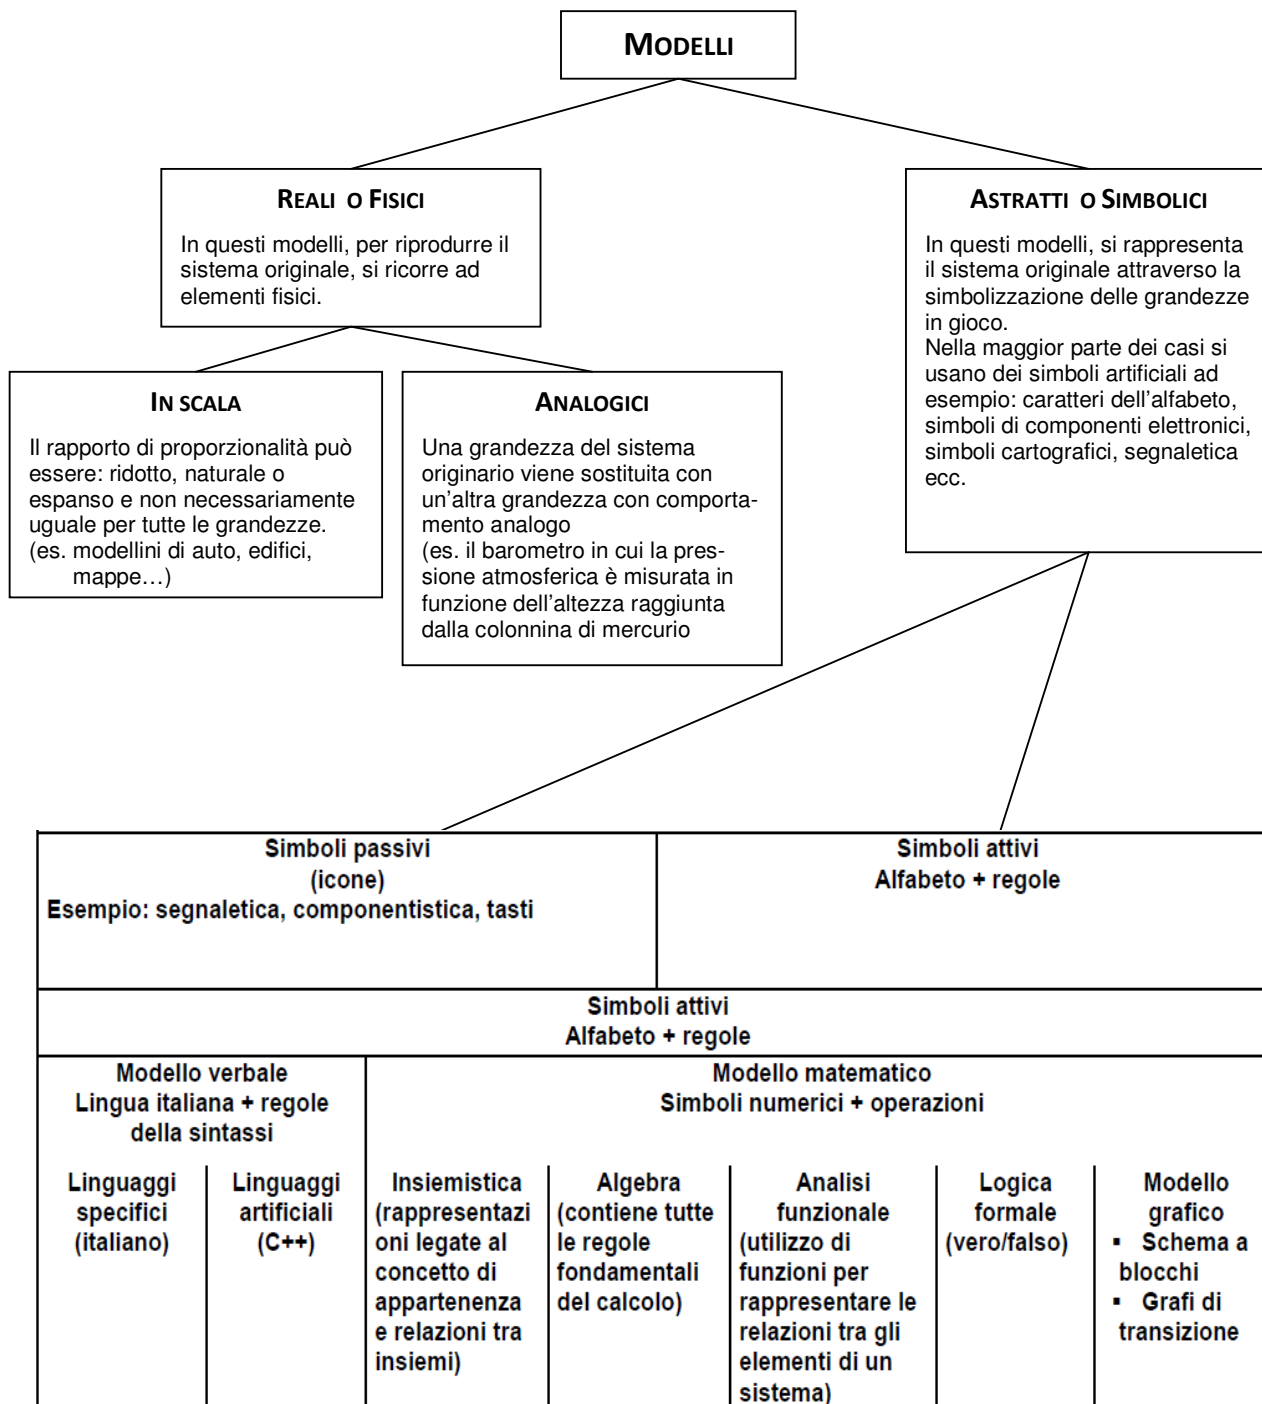 MODELLI
REALI O FISICI
In questi modelli, per riprodurre il
sistema originale, si ricorre ad
elementi fisici.
ASTRATTI O SIMBOLICI
In questi modelli, si rappresenta
il sistema originale attraverso la
simbolizzazione delle grandezze
in gioco.
Nella maggior parte dei casi si
usano dei simboli artificiali ad
esempio: caratteri dell'alfabeto,
simboli di componenti elettronici,
simboli cartografici, segnaletica
ecc.
IN SCALA
Il rapporto di proporzionalità può
essere: ridotto, naturale o
espanso e non necessariamente
uguale per tutte le grandezze.
(es. modellini di auto, edifici,
mappe…)
ANALOGICI
Una grandezza del sistema
originario viene sostituita con
un'altra grandezza con comporta-
mento analogo
(es. il barometro in cui la pres-
sione atmosferica è misurata in
funzione dell'altezza raggiunta
dalla colonnina di mercurio
Simboli passivi
(icone)
Esempio: segnaletica, componentistica, tasti
Simboli attivi
Alfabeto + regole
Simboli attivi
Alfabeto + regole
Modello verbale
Lingua italiana + regole
della sintassi
Modello matematico
Simboli numerici + operazioni
Linguaggi
specifici
(italiano)
Linguaggi
artificiali
(C++)
Insiemistica
(rappresentazi
oni legate al
concetto di
appartenenza
e relazioni tra
insiemi)
Algebra
(contiene tutte
le regole
fondamentali
del calcolo)
Analisi
funzionale
(utilizzo di
funzioni per
rappresentare le
relazioni tra gli
elementi di un
sistema)
Logica
formale
(vero/falso)
Modello
grafico
▪ Schema a
blocchi
▪ Grafi di
transizione